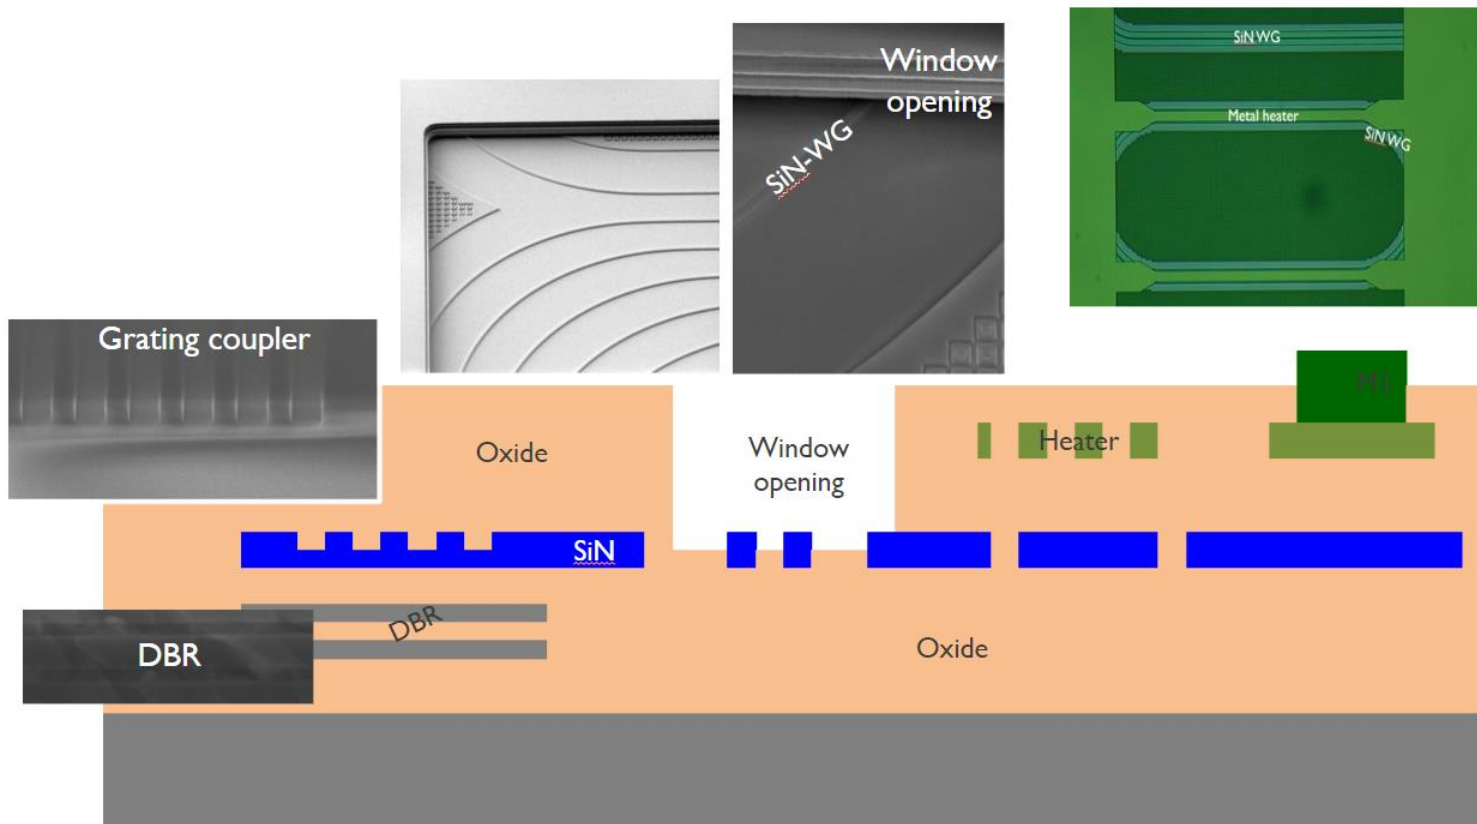 SiN WG
Metal heater
SiN WG
Window
opening
SiN-WG
Grating coupler
M1
Oxide
Window
opening
Heater
SiN
DBR
DBR
Oxide